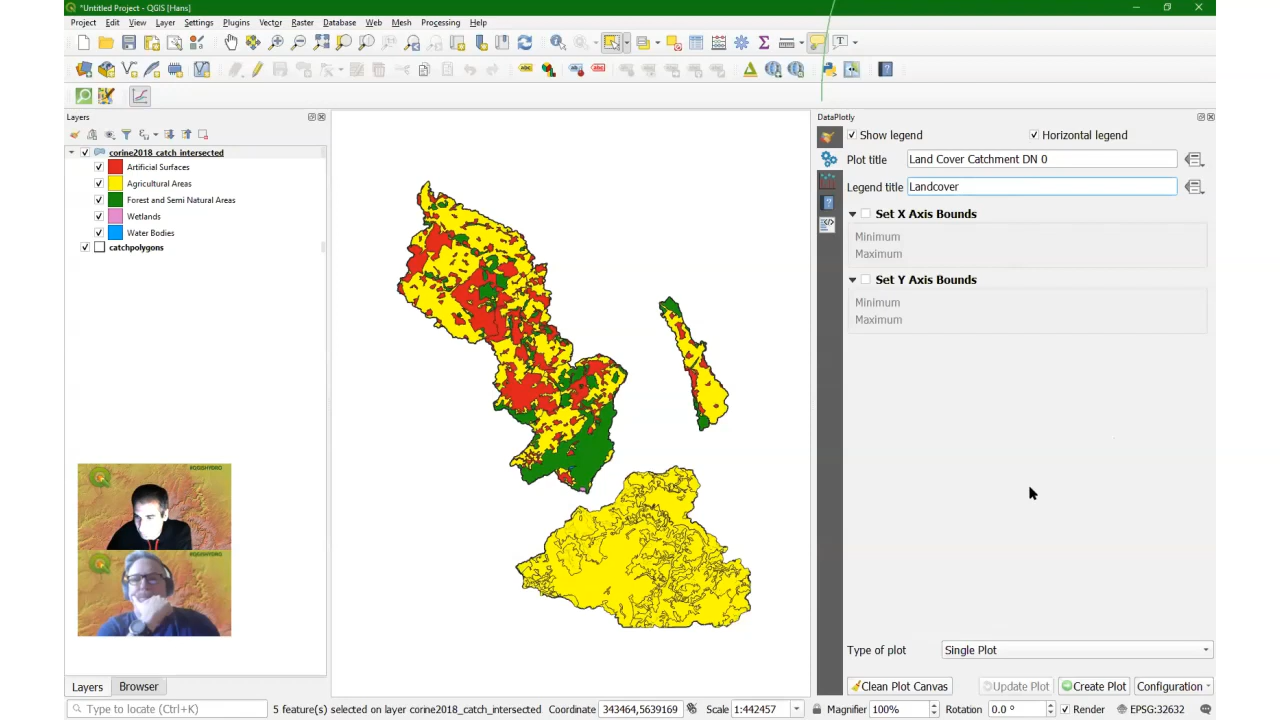 *Untitled Project - QGIS [Hans]
Project Edit View Layer Settings Plugins Vector Raster Database Web Mesh Processing Help
Layers
corine2018_catch_intersected
Artificial Surfaces
Agricultural Areas
Forest and Semi Natural Areas
Wetlands
Water Bodies
catchpolygons
#QGISHYDRO
#QGISHYDRO
Layers Browser
DataPlotly
Show legend Horizontal legend
Plot title Land Cover Catchment DN 0
Legend title Landcover
Set X Axis Bounds
Minimum
Maximum
Set Y Axis Bounds
Minimum
Maximum
Type of plot Single Plot
Clean Plot Canvas Update Plot Create Plot Configuration
Type to locate (Ctrl+K) 5 feature(s) selected on layer corine2018_catch_intersected Coordinate 343464,5639169 Scale 1:442457 Magnifier 100% Rotation 0.0 ° Render EPSG:32632